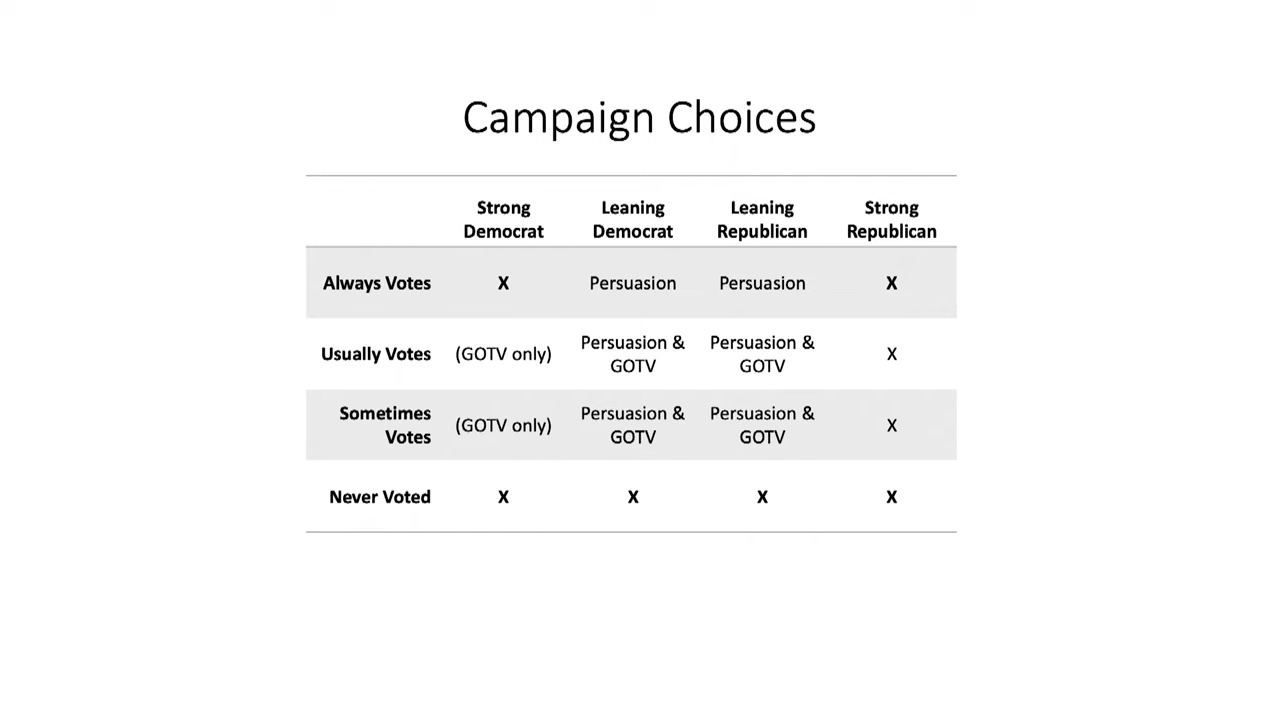 Campaign Choices
Strong Democrat Leaning Democrat Leaning Republican Strong Republican
Always Votes X Persuasion Persuasion X
Usually Votes (GOTV only) Persuasion & GOTV Persuasion & GOTV X
Sometimes Votes (GOTV only) Persuasion & GOTV Persuasion & GOTV X
Never Voted X X X X